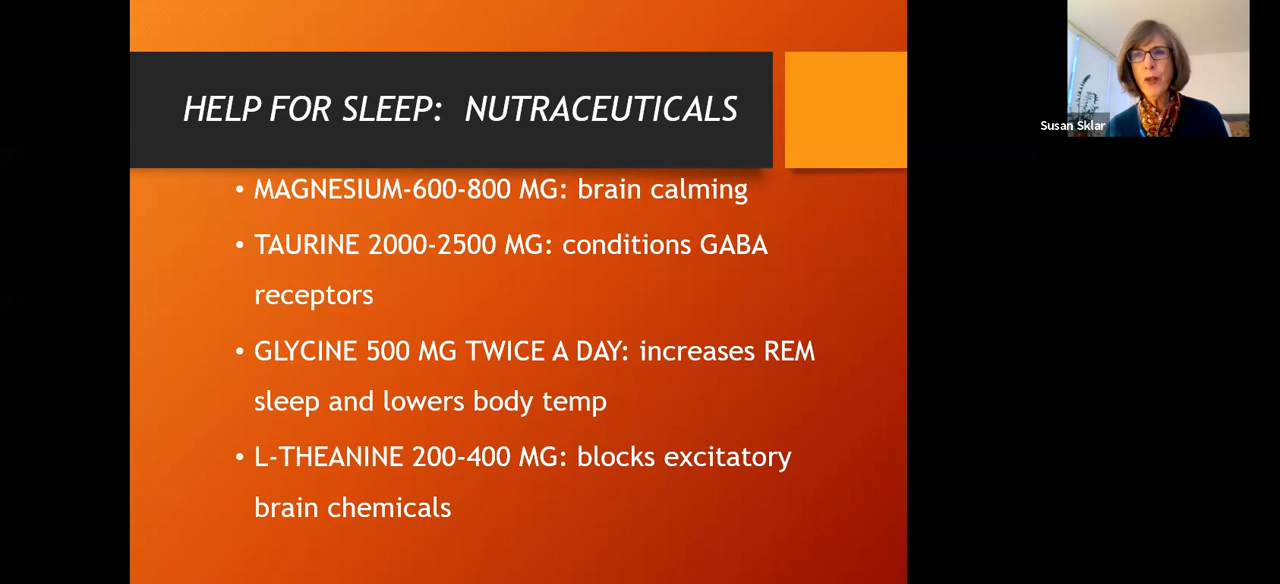 HELP FOR SLEEP: NUTRACEUTICALS
Susan Sklar
• MAGNESIUM-600-800 MG: brain calming
• TAURINE 2000-2500 MG: conditions GABA
receptors
• GLYCINE 500 MG TWICE A DAY: increases REM
sleep and lowers body temp
• L-THEANINE 200-400 MG: blocks excitatory
brain chemicals